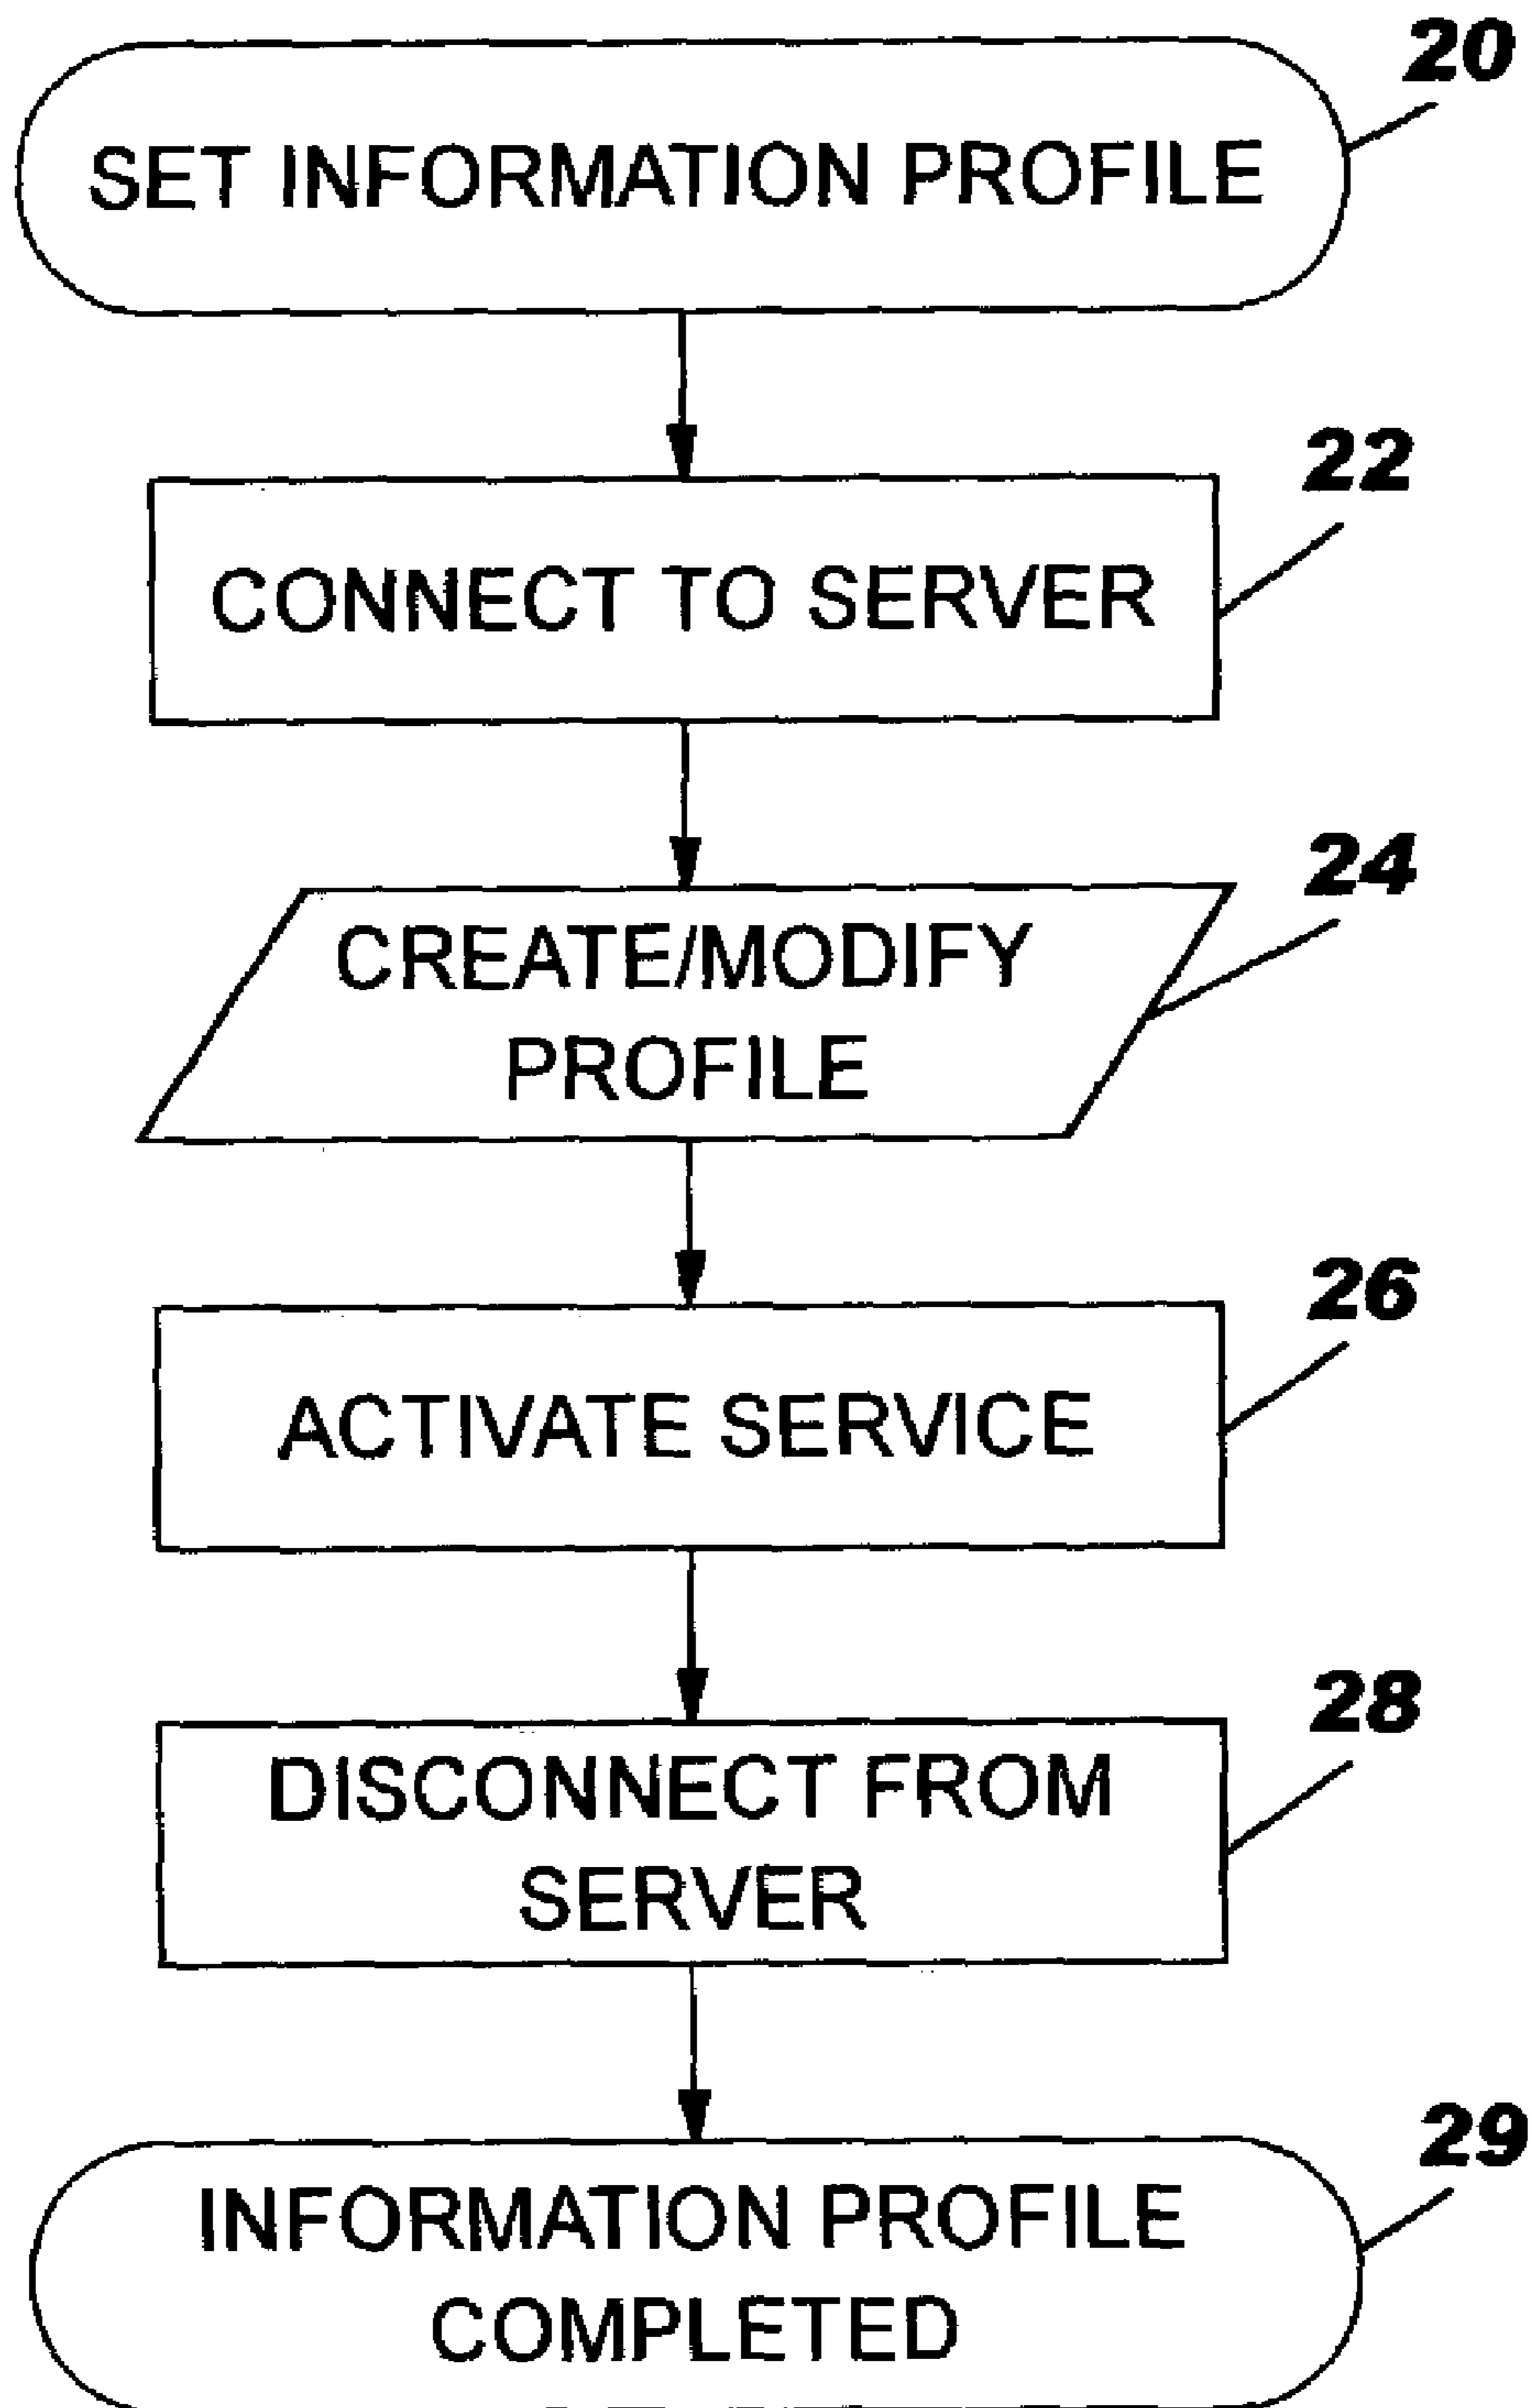 20
SET INFORMATION PROFILE
22
CONNECT TO SERVER
24
CREATE/MODIFY
PROFILE
26
ACTIVATE SERVICE
28
DISCONNECT FROM
SERVER
29
INFORMATION PROFILE
COMPLETED